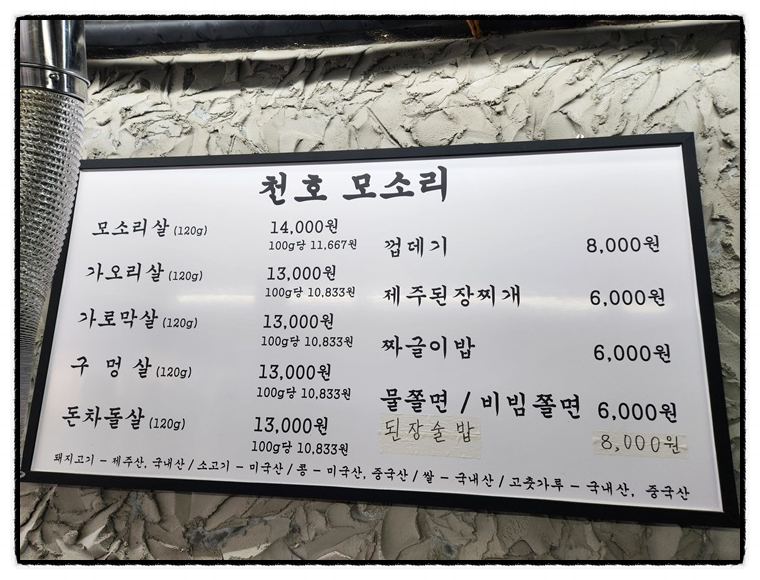 천호 모소리
모소리살 (120g) 14,000원
100g당 11,667원
가오리살 (120g) 13,000원
100g당 10,833원
가로막살 (120g) 13,000원
100g당 10,833원
구멍살 (120g) 13,000원
100g당 10,833원
돈차돌살 (120g) 13,000원
100g당 10,833원
껍데기 8,000원
제주된장찌개 6,000원
짜글이밥 6,000원
물쫄면 / 비빔쫄면 6,000원
된장술밥 8,000원
돼지고기 - 제주산, 국내산 / 소고기 - 미국산 / 콩 - 미국산, 중국산 / 쌀 - 국내산 / 고춧가루 - 국내산, 중국산